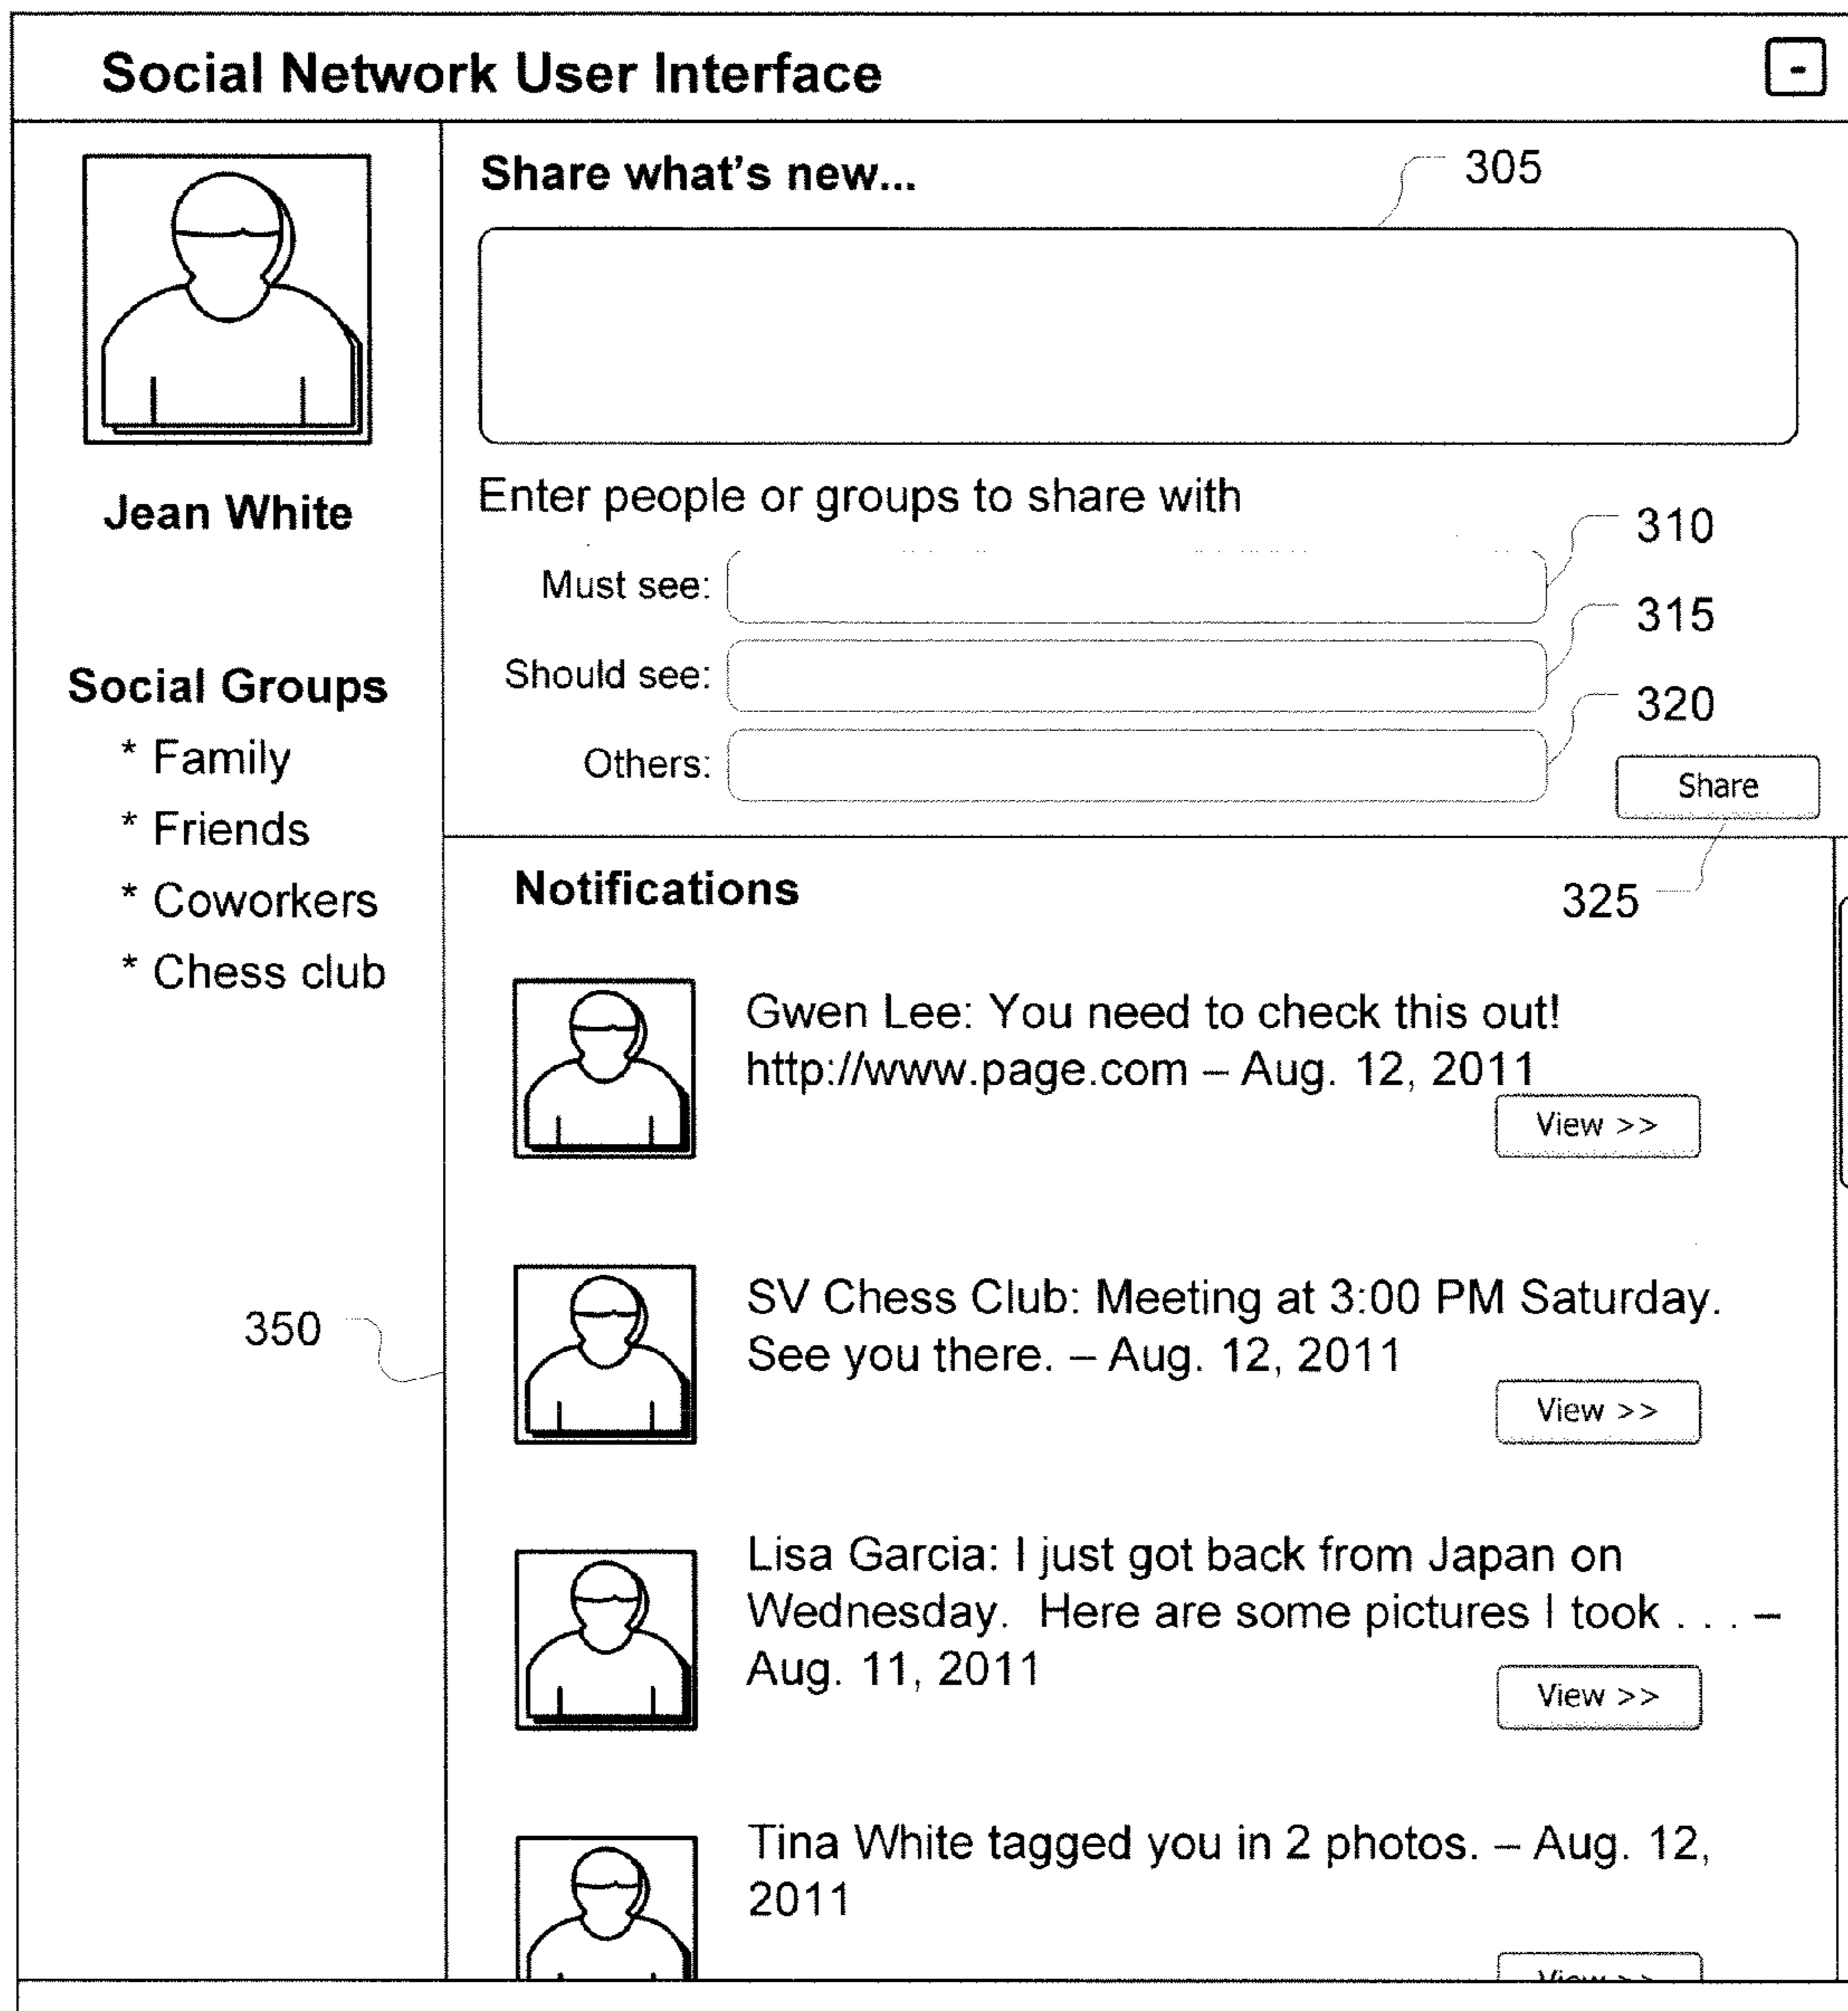 Social Network User Interface
-
Jean White
Social Groups
* Family
* Friends
* Coworkers
* Chess club
350
Share what's new...
305
Enter people or groups to share with
Must see:
310
Should see:
315
Others:
320
Share
325
Notifications
Gwen Lee: You need to check this out!
http://www.page.com – Aug. 12, 2011
View >>
SV Chess Club: Meeting at 3:00 PM Saturday.
See you there. – Aug. 12, 2011
View >>
Lisa Garcia: I just got back from Japan on
Wednesday.  Here are some pictures I took . . . –
Aug. 11, 2011
View >>
Tina White tagged you in 2 photos. – Aug. 12,
2011
View >>